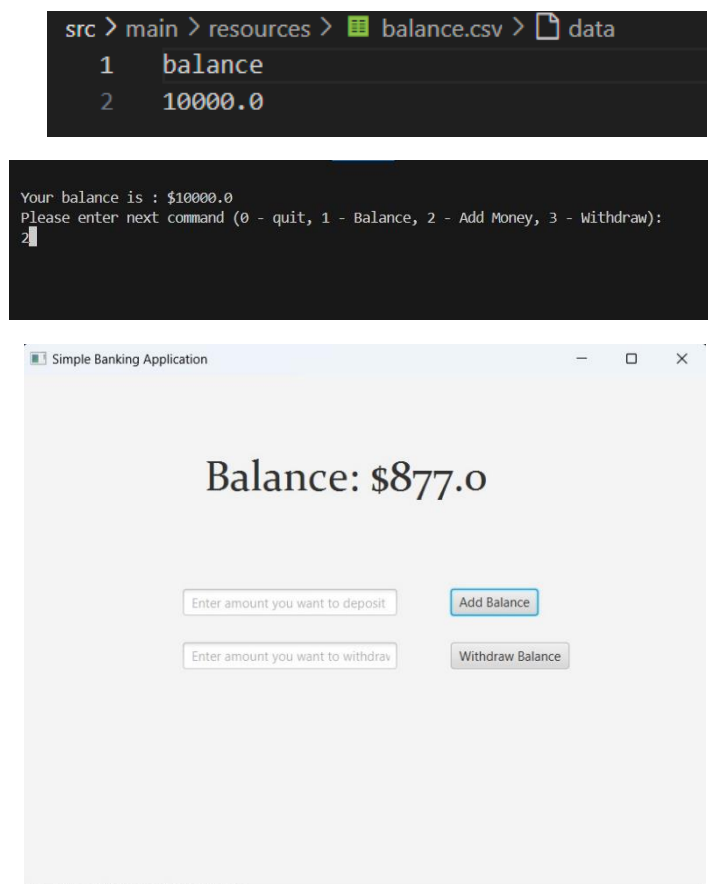 src > main > resources > balance.csv > data
1 balance
2 10000.0
Your balance is : $10000.0
Please enter next command (0 - quit, 1 - Balance, 2 - Add Money, 3 - Withdraw):
2
Simple Banking Application
Balance: $877.0
Enter amount you want to deposit Add Balance
Enter amount you want to withdraw Withdraw Balance